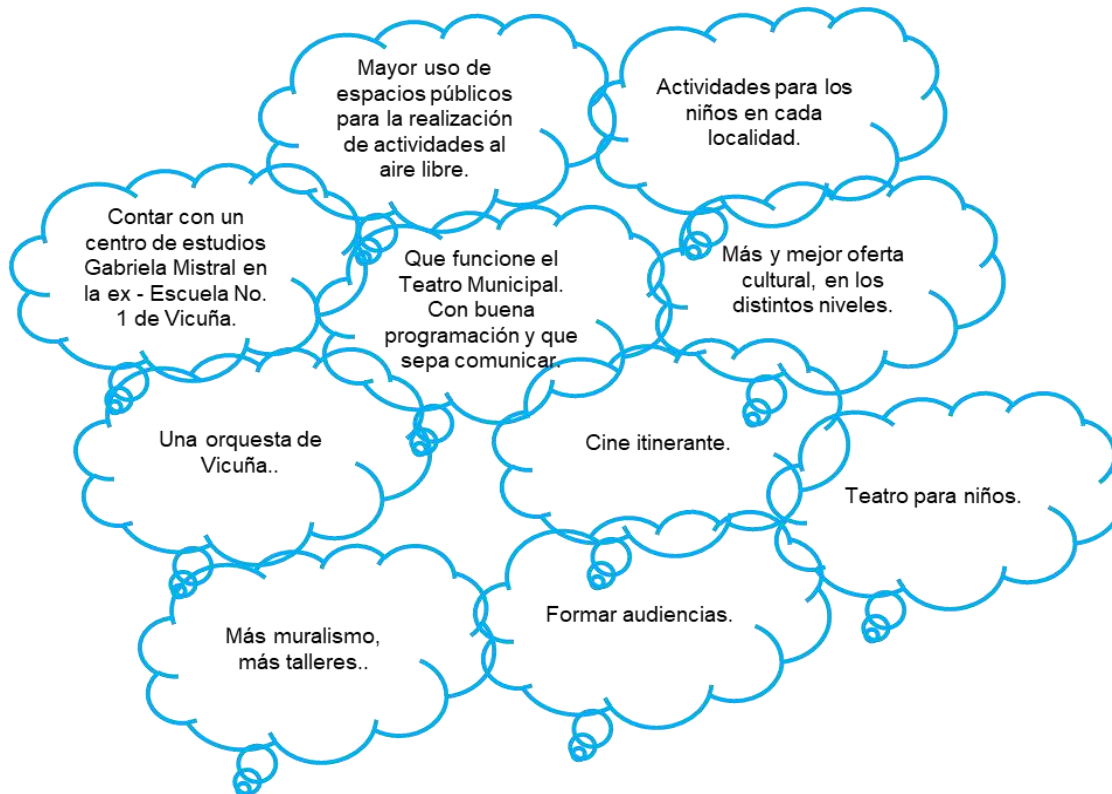 Mayor uso de
espacios públicos
para la realización
de actividades al
aire libre.
Actividades para los
niños en cada
localidad.
Contar con un
centro de estudios
Gabriela Mistral en
la ex - Escuela No.
1 de Vicuña.
Que funcione el
Teatro Municipal.
Con buena
programación y que
sepa comunicar.
Más y mejor oferta
cultural, en los
distintos niveles.
Una orquesta de
Vicuña..
Cine itinerante.
Teatro para niños.
Más muralismo,
más talleres..
Formar audiencias.